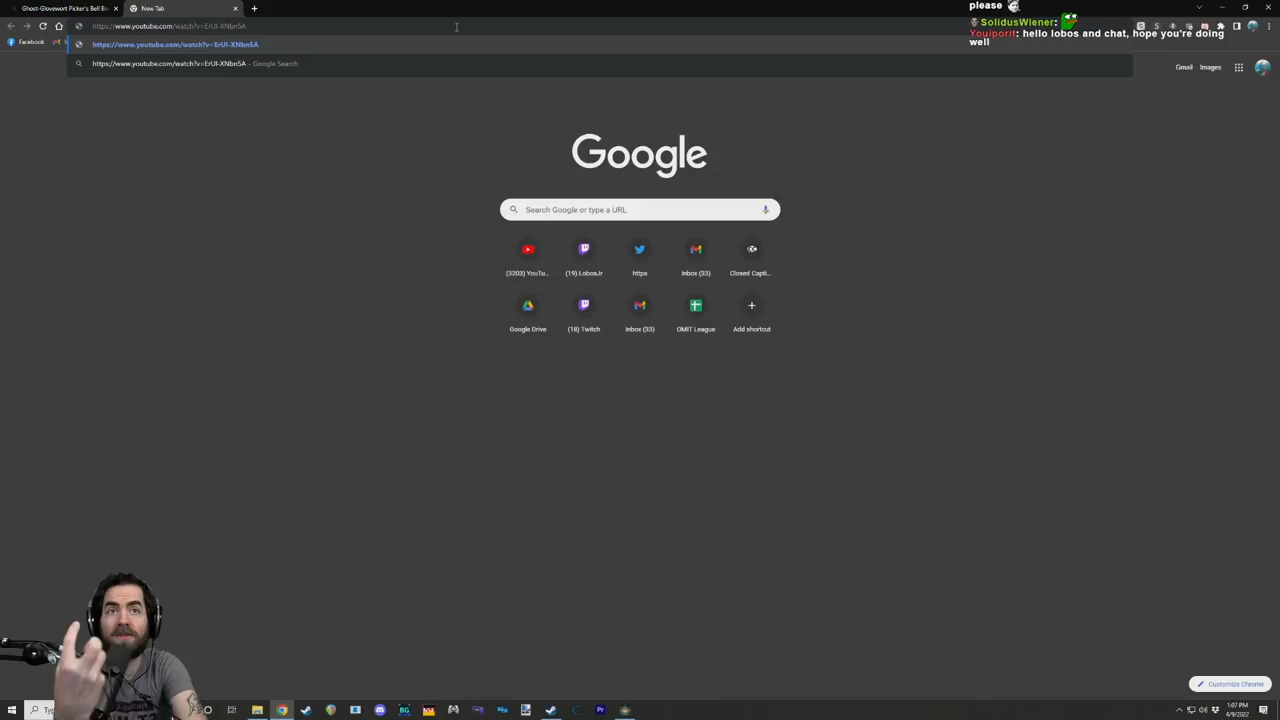 Ghost-Glovewort Picker's Bell Be
New Tab
please
https://www.youtube.com/watch?v=ErUI-XNbn5A
SolidusWiener:
Youiporit: hello lobos and chat, hope you're doing
well
Facebook
https://www.youtube.com/watch?v=ErUI-XNbn5A
https://www.youtube.com/watch?v=ErUI-XNbn5A - Google Search
Gmail Images
Google
Search Google or type a URL
(3203) YouTu... (19) LobosJr https Inbox (33) Closed Capti...
Google Drive (18) Twitch Inbox (33) OMIT League Add shortcut
Customize Chrome
Typ
1:07 PM
4/9/2022